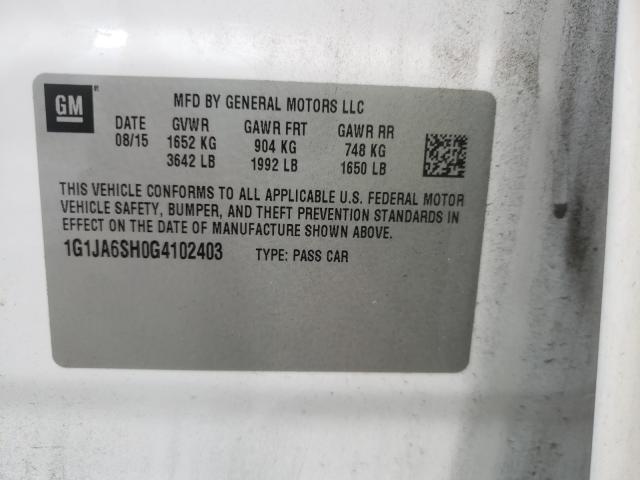 GM
MFD BY GENERAL MOTORS LLC
DATE GVWR GAWR FRT GAWR RR
08/15 1652 KG 904 KG 748 KG
3642 LB 1992 LB 1650 LB
THIS VEHICLE CONFORMS TO ALL APPLICABLE U.S. FEDERAL MOTOR
VEHICLE SAFETY, BUMPER, AND THEFT PREVENTION STANDARDS IN
EFFECT ON THE DATE OF MANUFACTURE SHOWN ABOVE.
1G1JA6SH0G4102403 TYPE: PASS CAR